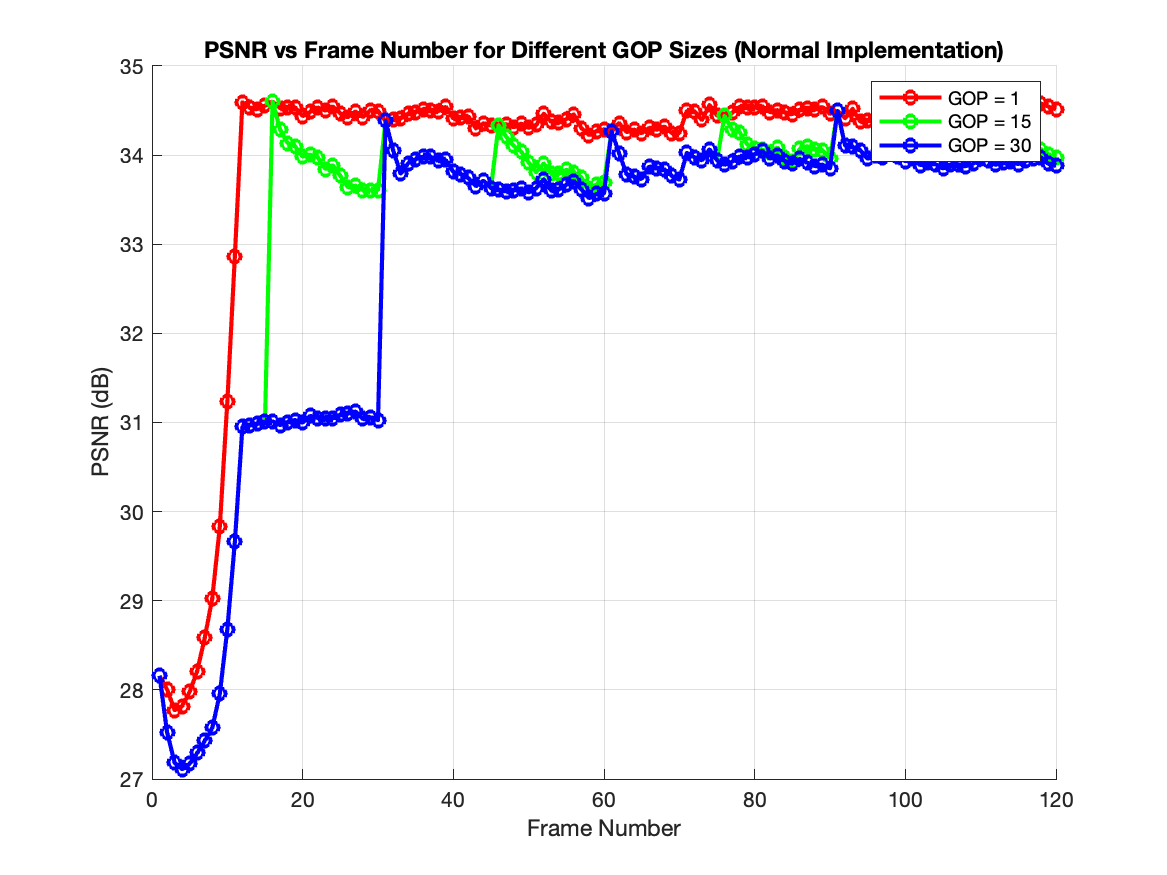 PSNR vs Frame Number for Different GOP Sizes (Normal Implementation)
35
34
33
32
31
30
29
28
27
PSNR (dB)
GOP = 1
GOP = 15
GOP = 30
0
20
40
60
80
100
120
Frame Number